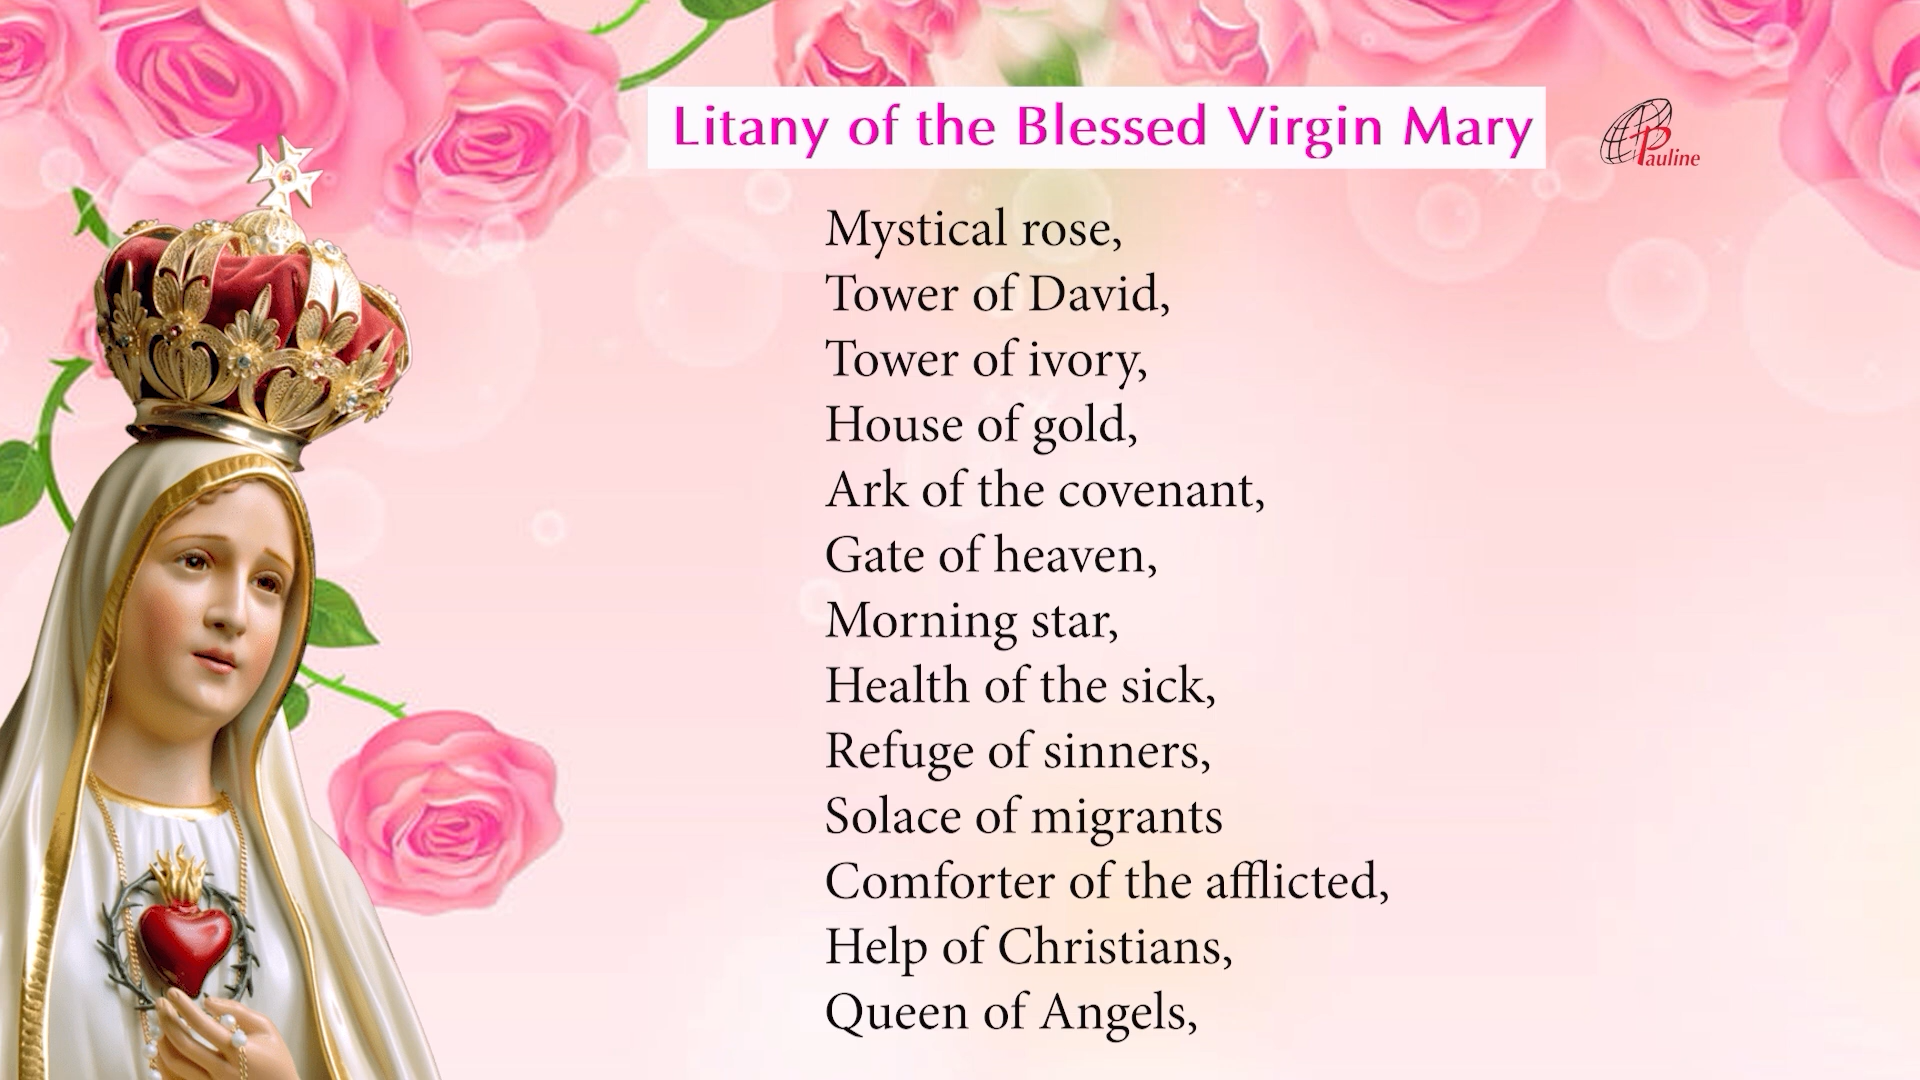 Litany of the Blessed Virgin Mary
Pauline
Mystical rose,
Tower of David,
Tower of ivory,
House of gold,
Ark of the covenant,
Gate of heaven,
Morning star,
Health of the sick,
Refuge of sinners,
Solace of migrants
Comforter of the afflicted,
Help of Christians,
Queen of Angels,